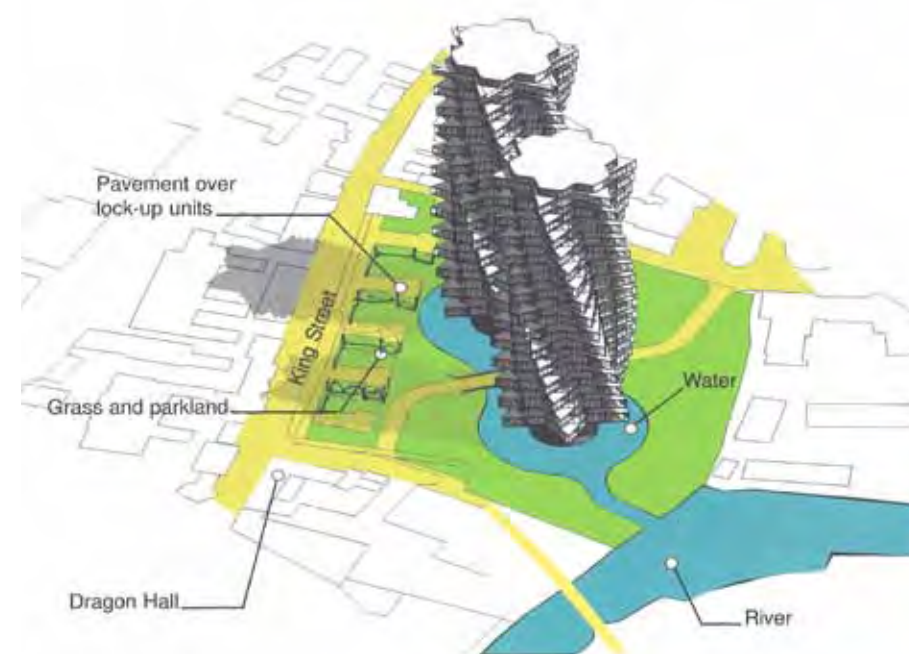 Pavement over
lock-up units
King Street
Grass and parkland
Water
Dragon Hall
River